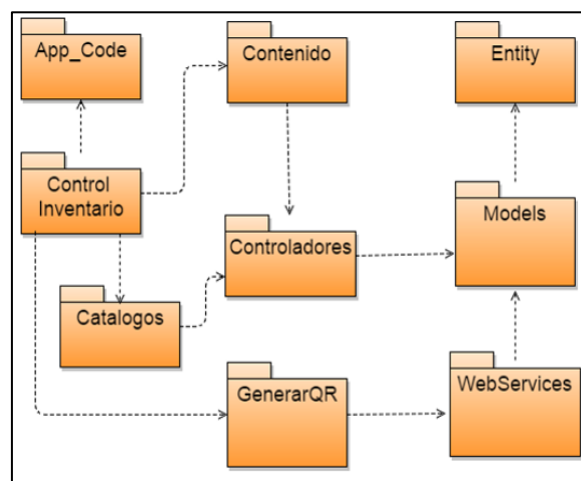 App_Code
Contenido
Entity
Control
Inventario
Controladores
Models
Catalogos
GenerarQR
WebServices